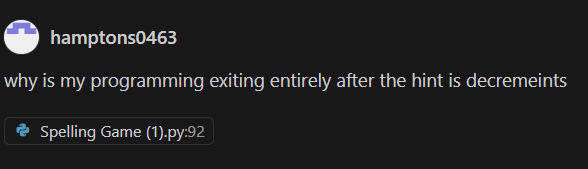 hamptons0463
why is my programming exiting entirely after the hint is decremeints
Spelling Game (1).py:92